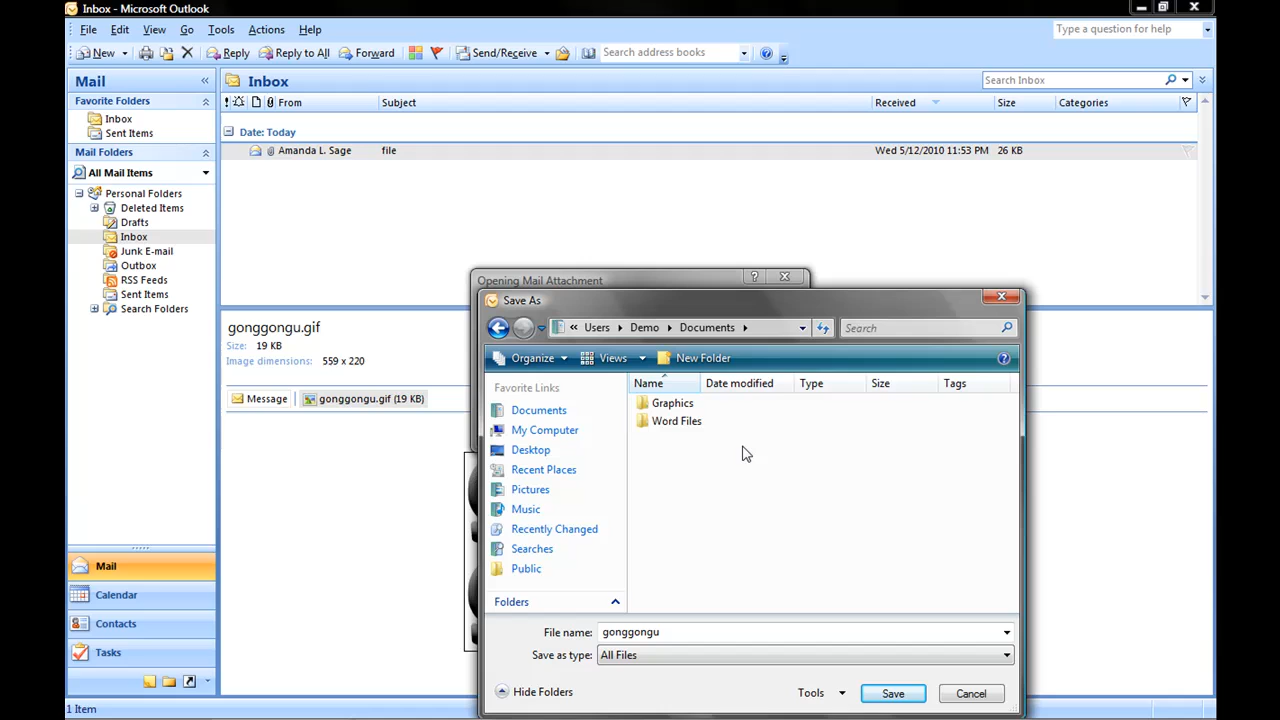 Inbox - Microsoft Outlook
File Edit View Go Tools Actions Help
Type a question for help
New Reply Reply to All Forward Send/Receive Search address books
Mail «
Favorite Folders
Inbox
Sent Items
Mail Folders
All Mail Items
Personal Folders
Deleted Items
Drafts
Inbox
Junk E-mail
Outbox
RSS Feeds
Sent Items
Search Folders
Mail
Calendar
Contacts
Tasks
Inbox
Search Inbox
! From Subject Received Size Categories
Date: Today
Amanda L. Sage file Wed 5/12/2010 11:53 PM 26 KB
gonggongu.gif
Size: 19 KB
Image dimensions: 559 x 220
Message gonggongu.gif (19 KB)
Opening Mail Attachment ?
Save As
« Users Demo Documents
Search
Organize Views New Folder ?
Favorite Links
Documents
My Computer
Desktop
Recent Places
Pictures
Music
Recently Changed
Searches
Public
Folders
Name Date modified Type Size Tags
Graphics
Word Files
File name: gonggongu
Save as type: All Files
Hide Folders Tools Save Cancel
1 Item